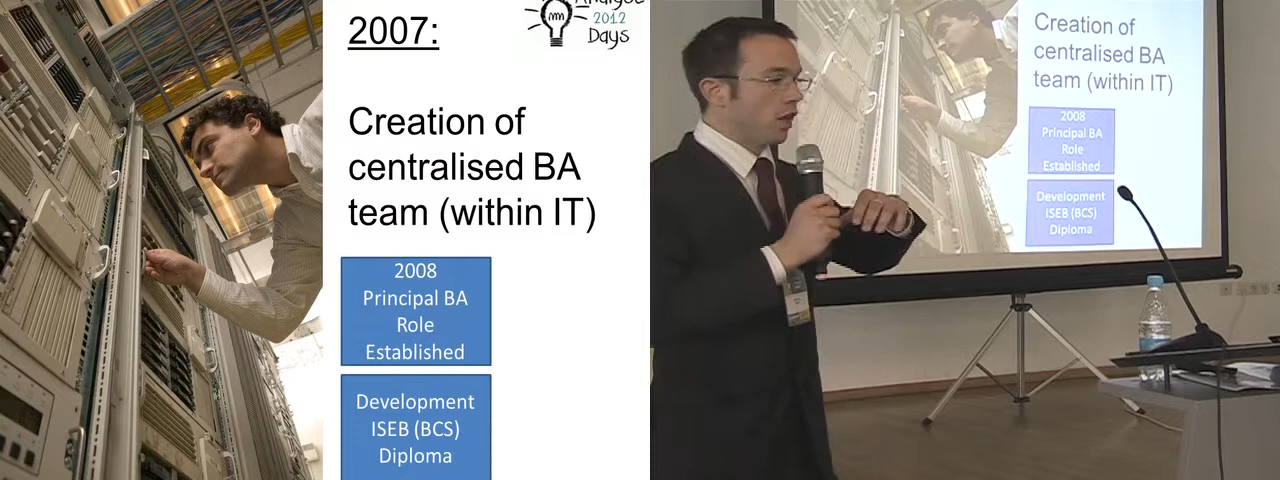 2007:
Analyst
2012
Days
Creation of
centralised BA
team (within IT)
2008
Principal BA
Role
Established
Development
ISEB (BCS)
Diploma
Creation of
centralised BA
team (within IT)
2008
Principal BA
Role
Established
Development
ISEB (BCS)
Diploma